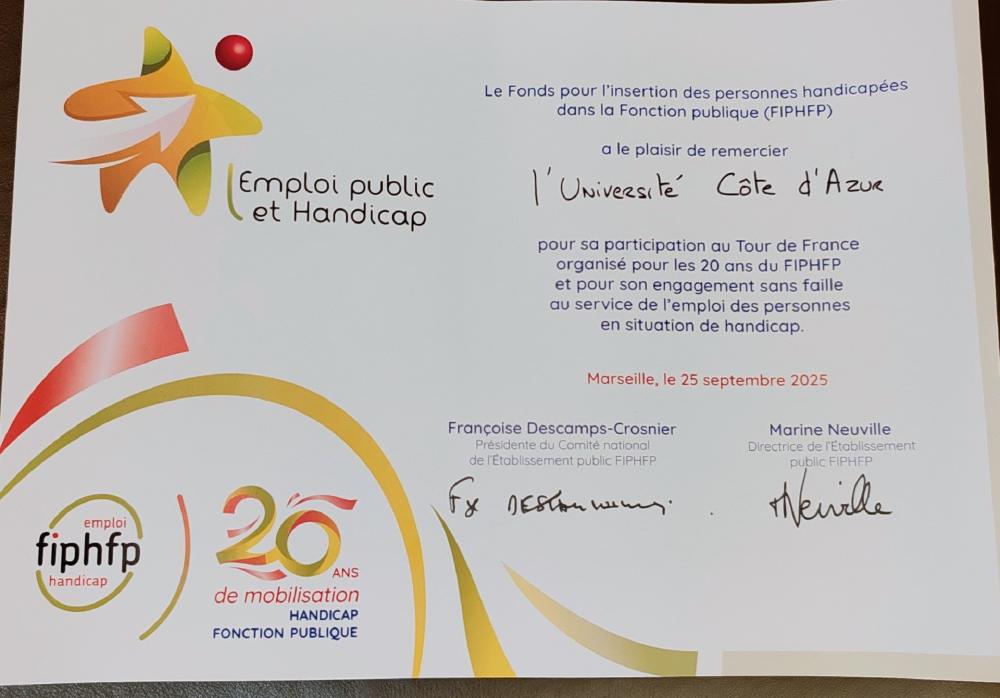 Emploi public
et Handicap
Le Fonds pour l'insertion des personnes handicapées
dans la Fonction publique (FIPHFP)
a le plaisir de remercier
l'Université Côte d'Azur
pour sa participation au Tour de France
organisé pour les 20 ans du FIPHFP
et pour son engagement sans faille
au service de l'emploi des personnes
en situation de handicap.
Marseille, le 25 septembre 2025
Françoise Descamps-Crosnier
Présidente du Comité national
de l'Établissement public FIPHFP
Marine Neuville
Directrice de l'Établissement
public FIPHFP
Neuville
emploi
fiphfp
handicap
20 ANS
de mobilisation
HANDICAP
FONCTION PUBLIQUE